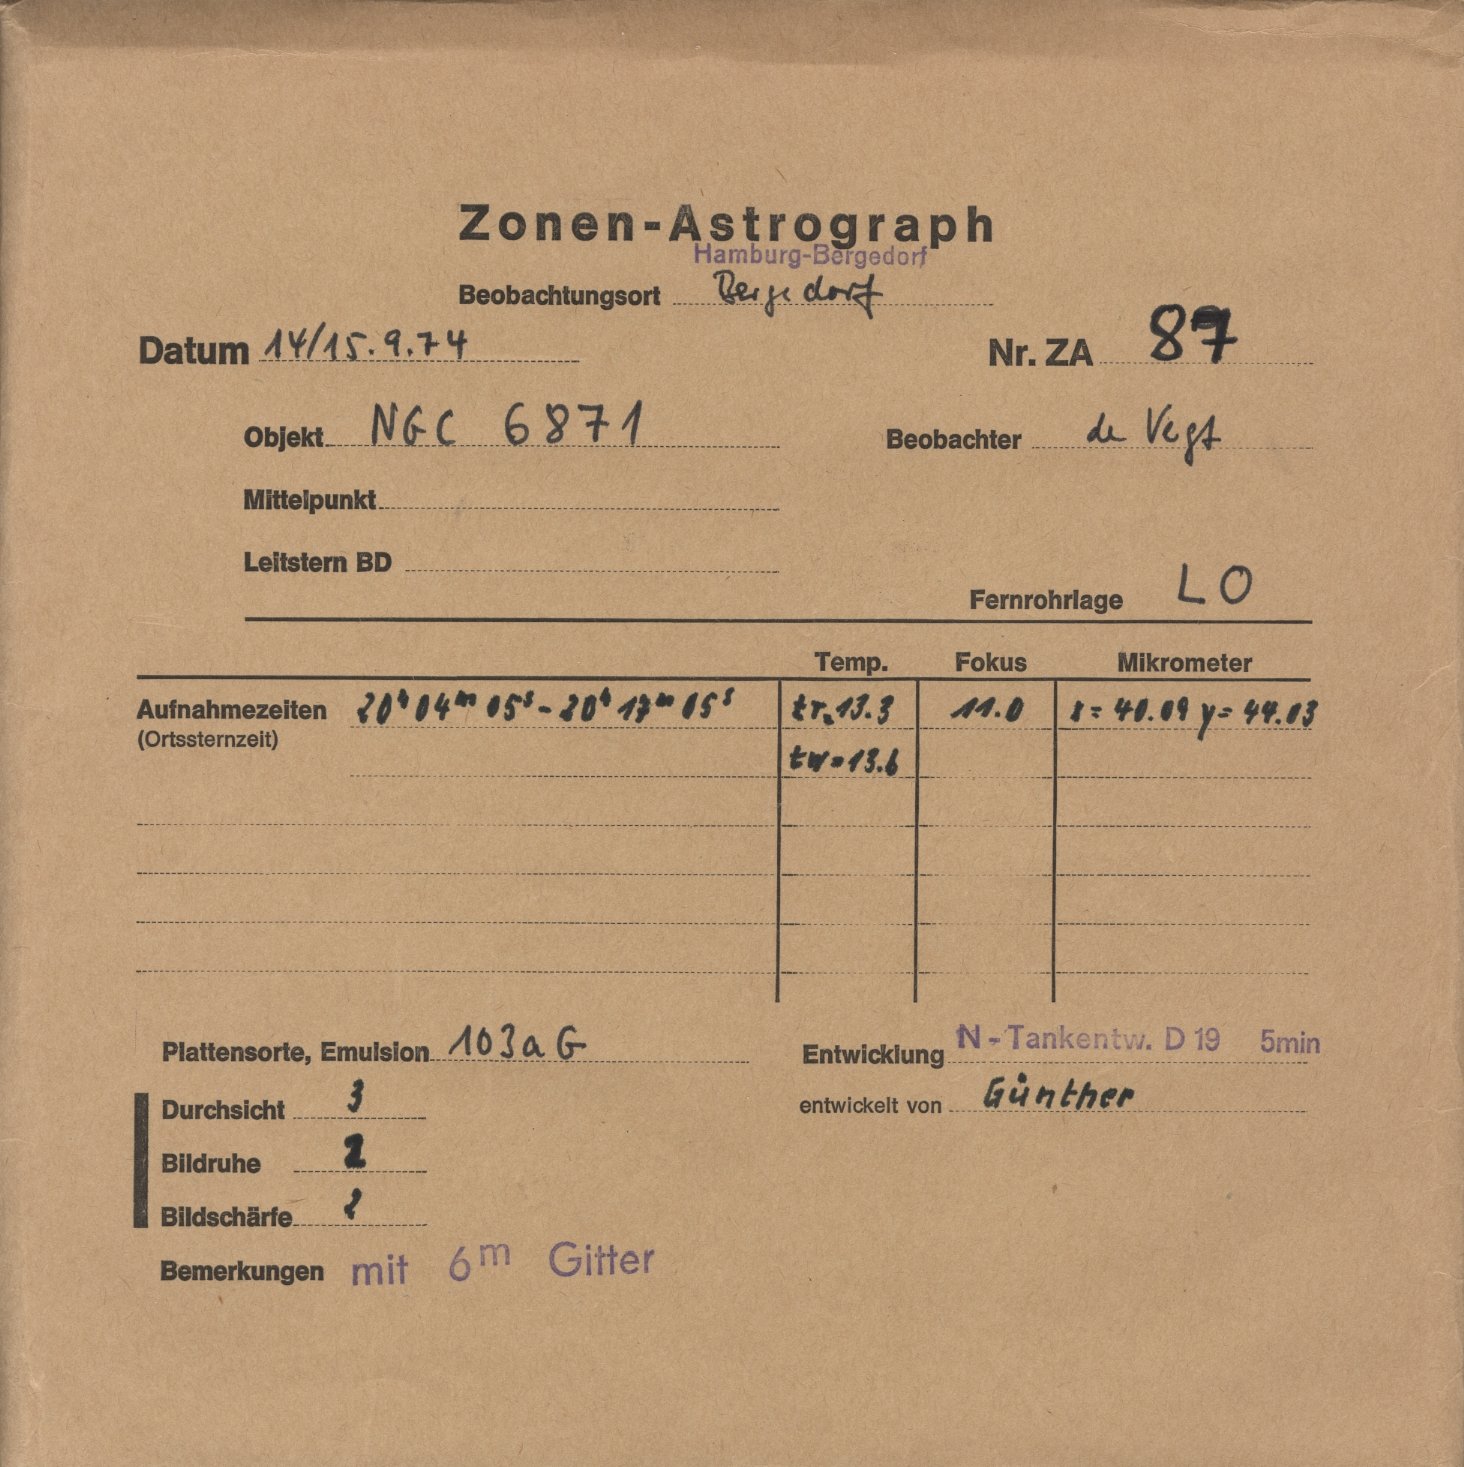 Zonen-Astrograph
Hamburg-Bergedorf
Beobachtungsort Bergedorf
Datum 14/15.9.74 Nr. ZA 87
Objekt NGC 6871 Beobachter de Vegt
Mittelpunkt
Leitstern BD
Fernrohrlage LO
Temp. Fokus Mikrometer
Aufnahmezeiten 20h 04m 05s - 20h 17m 05s tr. 13.3 11.0 x = 40.09 y = 44.03
(Ortssternzeit)
tw = 13.6
Plattensorte, Emulsion 103a G Entwicklung N-Tankentw. D 19 5min
Durchsicht 3 entwickelt von Günther
Bildruhe 2
Bildschärfe
Bemerkungen mit 6m Gitter